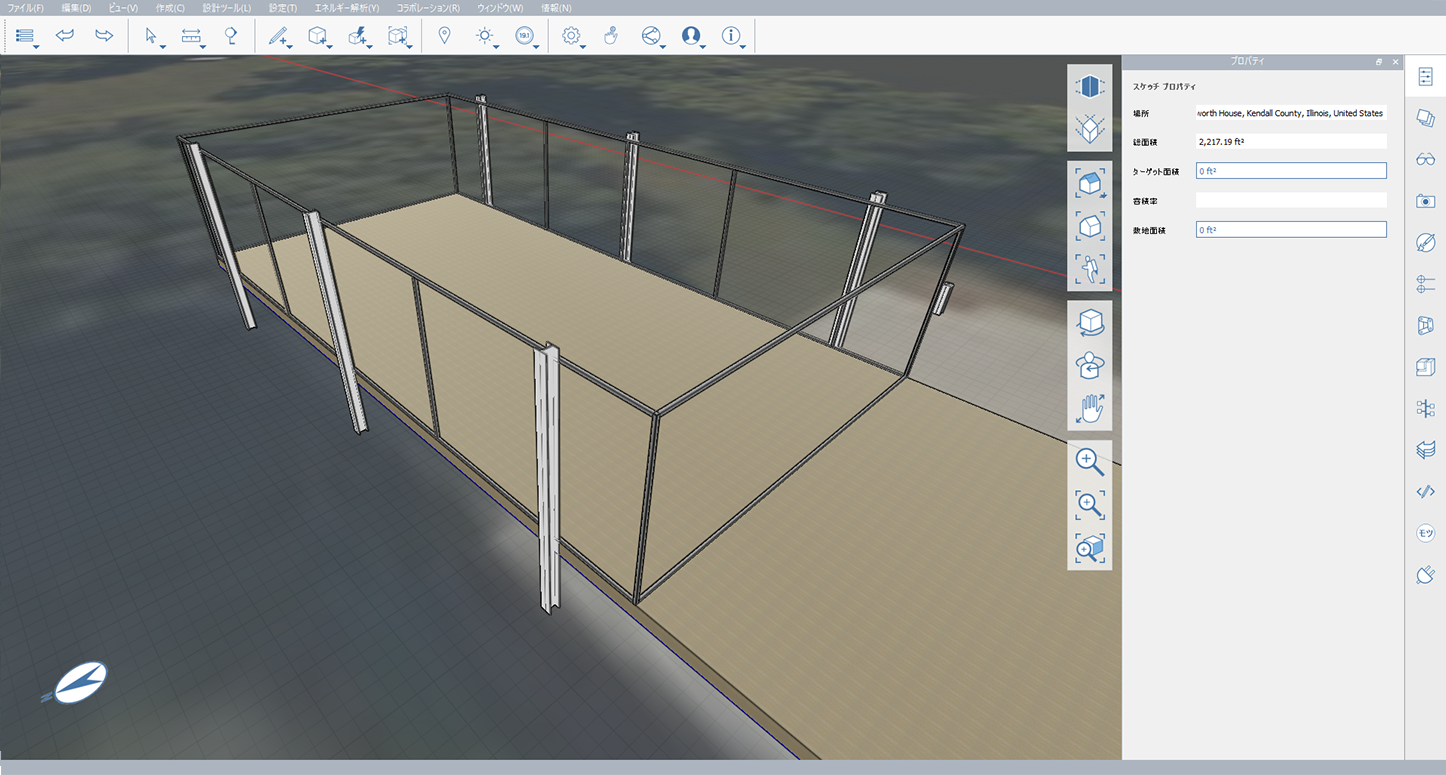 ファイル(F) 編集(D) ビュー(V) 作成(C) 設計ツール(L) 設定(T) エネルギー解析(Y) コラボレーション(R) ウィンドウ(W) 情報(N)
19.1
プロパティ
スケッチ プロパティ
場所 worth House, Kendall County, Illinois, United States
総面積 2,217.19 ft²
ターゲット面積 0 ft²
容積率
敷地面積 0 ft²
モツ